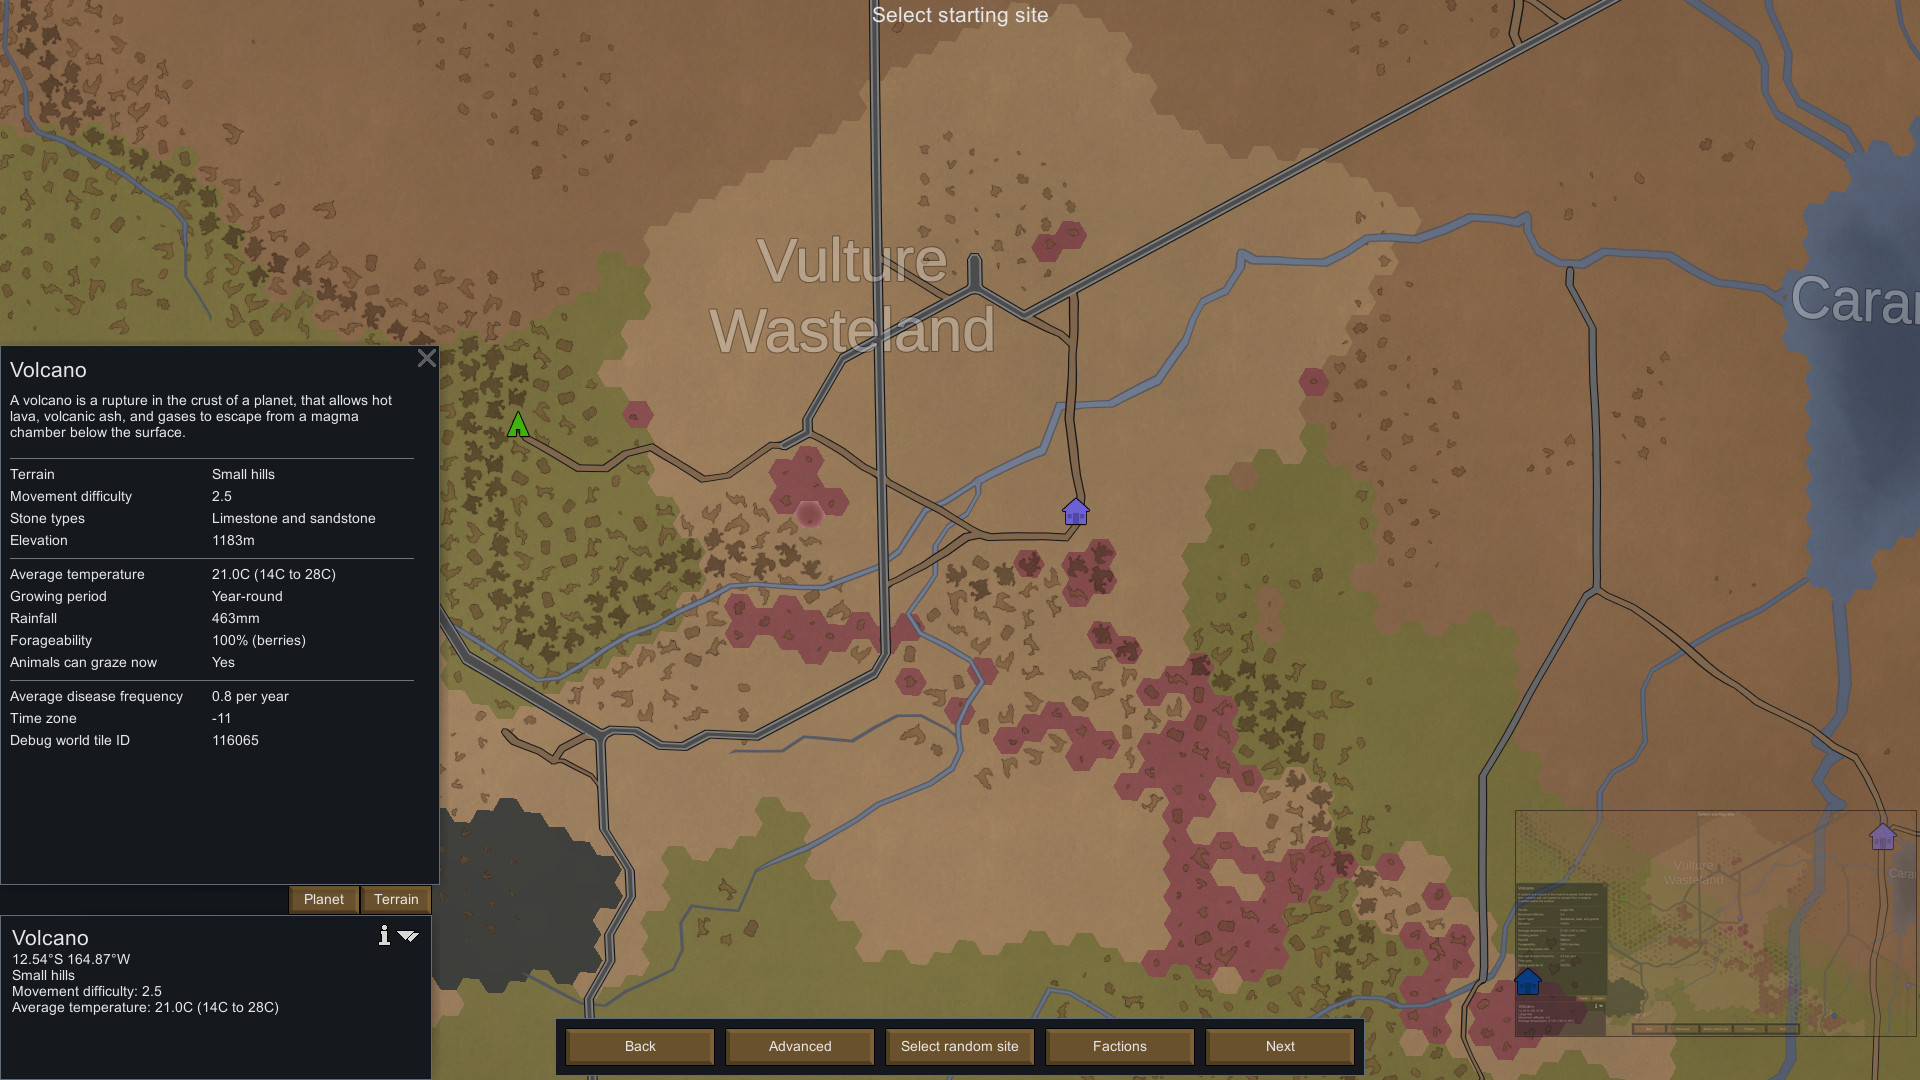 Select starting site
Vulture
Wasteland
Caran
Volcano
A volcano is a rupture in the crust of a planet, that allows hot
lava, volcanic ash, and gases to escape from a magma
chamber below the surface.
Terrain Small hills
Movement difficulty 2.5
Stone types Limestone and sandstone
Elevation 1183m
Average temperature 21.0C (14C to 28C)
Growing period Year-round
Rainfall 463mm
Forageability 100% (berries)
Animals can graze now Yes
Average disease frequency 0.8 per year
Time zone -11
Debug world tile ID 116065
Planet Terrain
Volcano
12.54°S 164.87°W
Small hills
Movement difficulty: 2.5
Average temperature: 21.0C (14C to 28C)
Back Advanced Select random site Factions Next
Vulture
Wasteland